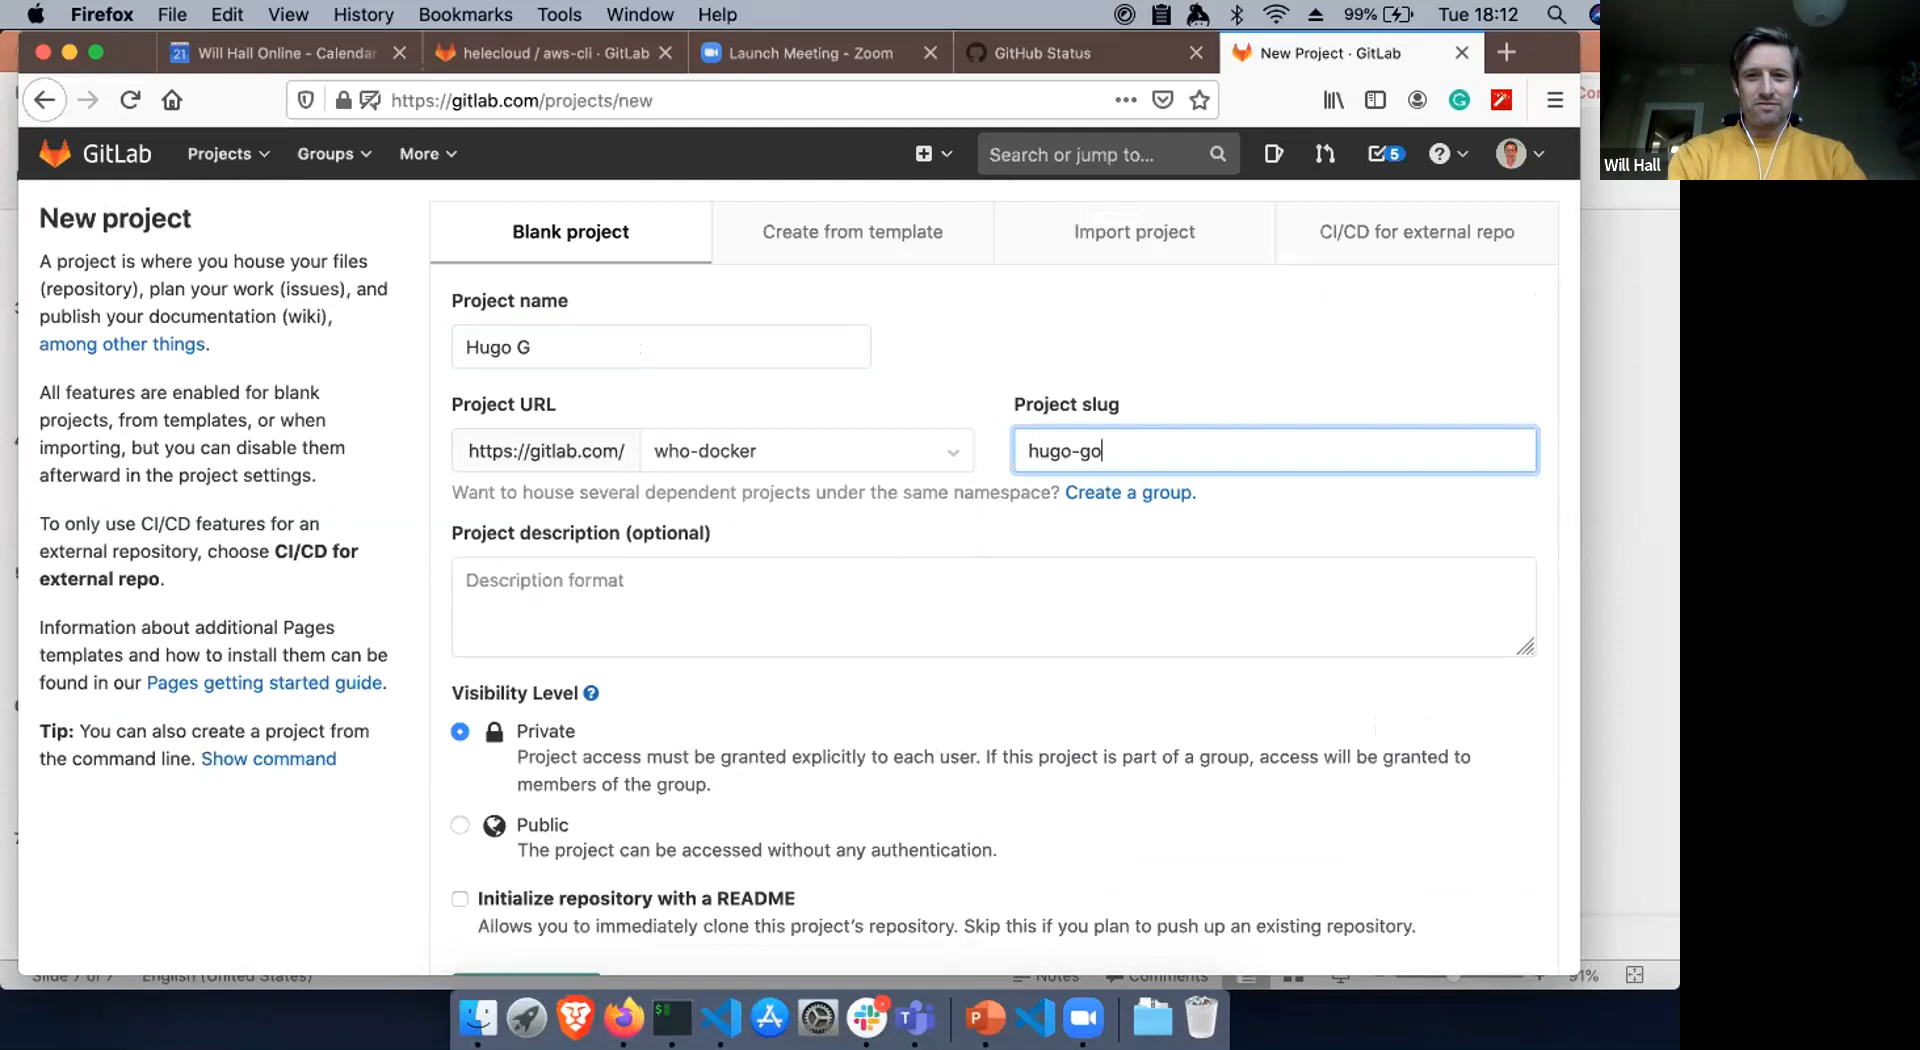 Firefox File Edit View History Bookmarks Tools Window Help 99% Tue 18:12
21 Will Hall Online - Calendar helecloud / aws-cli · GitLab Launch Meeting - Zoom GitHub Status New Project · GitLab
https://gitlab.com/projects/new
GitLab Projects Groups More Search or jump to... 5
Will Hall
New project
A project is where you house your files
(repository), plan your work (issues), and
publish your documentation (wiki),
among other things.
All features are enabled for blank
projects, from templates, or when
importing, but you can disable them
afterward in the project settings.
To only use CI/CD features for an
external repository, choose CI/CD for
external repo.
Information about additional Pages
templates and how to install them can be
found in our Pages getting started guide.
Tip: You can also create a project from
the command line. Show command
Blank project Create from template Import project CI/CD for external repo
Project name
Hugo G
Project URL Project slug
https://gitlab.com/ who-docker hugo-go
Want to house several dependent projects under the same namespace? Create a group.
Project description (optional)
Description format
Visibility Level
Private
Project access must be granted explicitly to each user. If this project is part of a group, access will be granted to
members of the group.
Public
The project can be accessed without any authentication.
Initialize repository with a README
Allows you to immediately clone this project's repository. Skip this if you plan to push up an existing repository.
Slide 7 of 7 English (United States) Notes Comments 91%